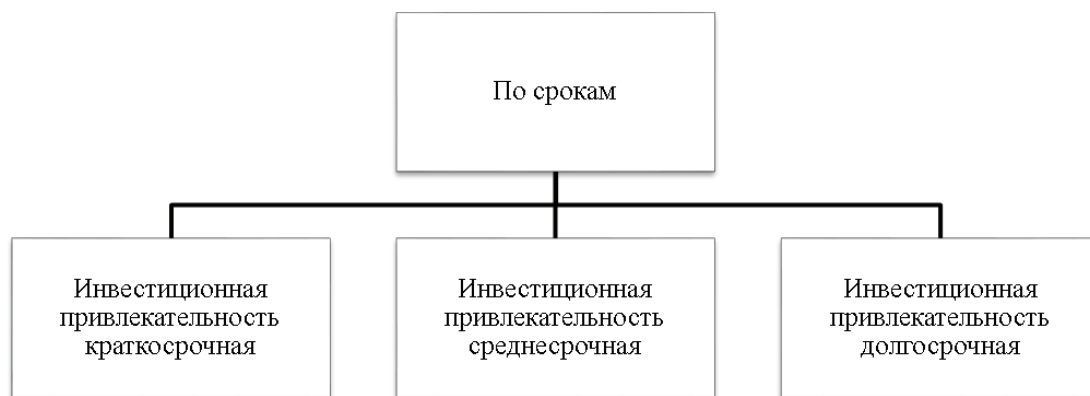 По срокам
Инвестиционная
привлекательность
краткосрочная
Инвестиционная
привлекательность
среднесрочная
Инвестиционная
привлекательность
долгосрочная